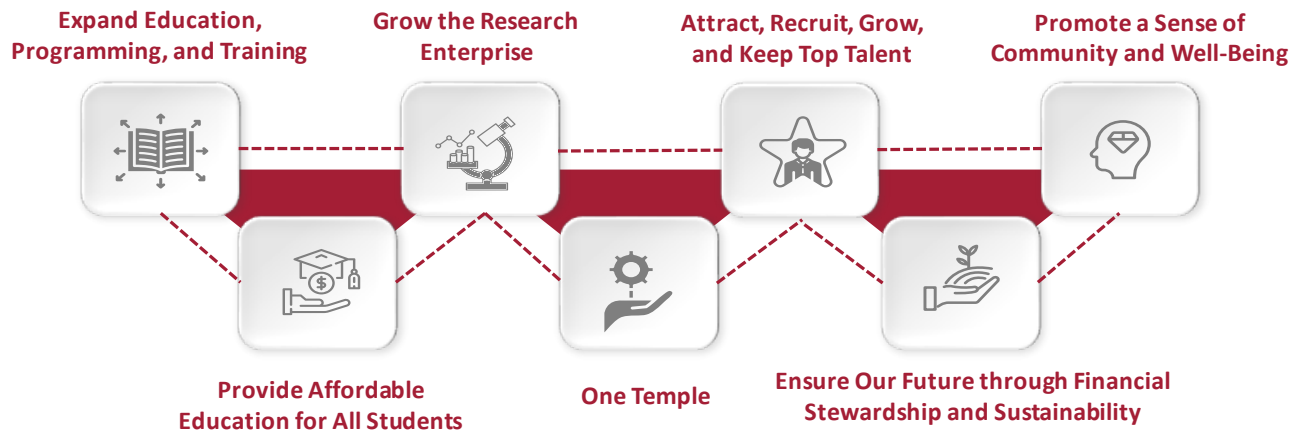 Expand Education,
Programming, and Training
Grow the Research
Enterprise
Attract, Recruit, Grow,
and Keep Top Talent
Promote a Sense of
Community and Well-Being
$
Provide Affordable
Education for All Students
One Temple
Ensure Our Future through Financial
Stewardship and Sustainability